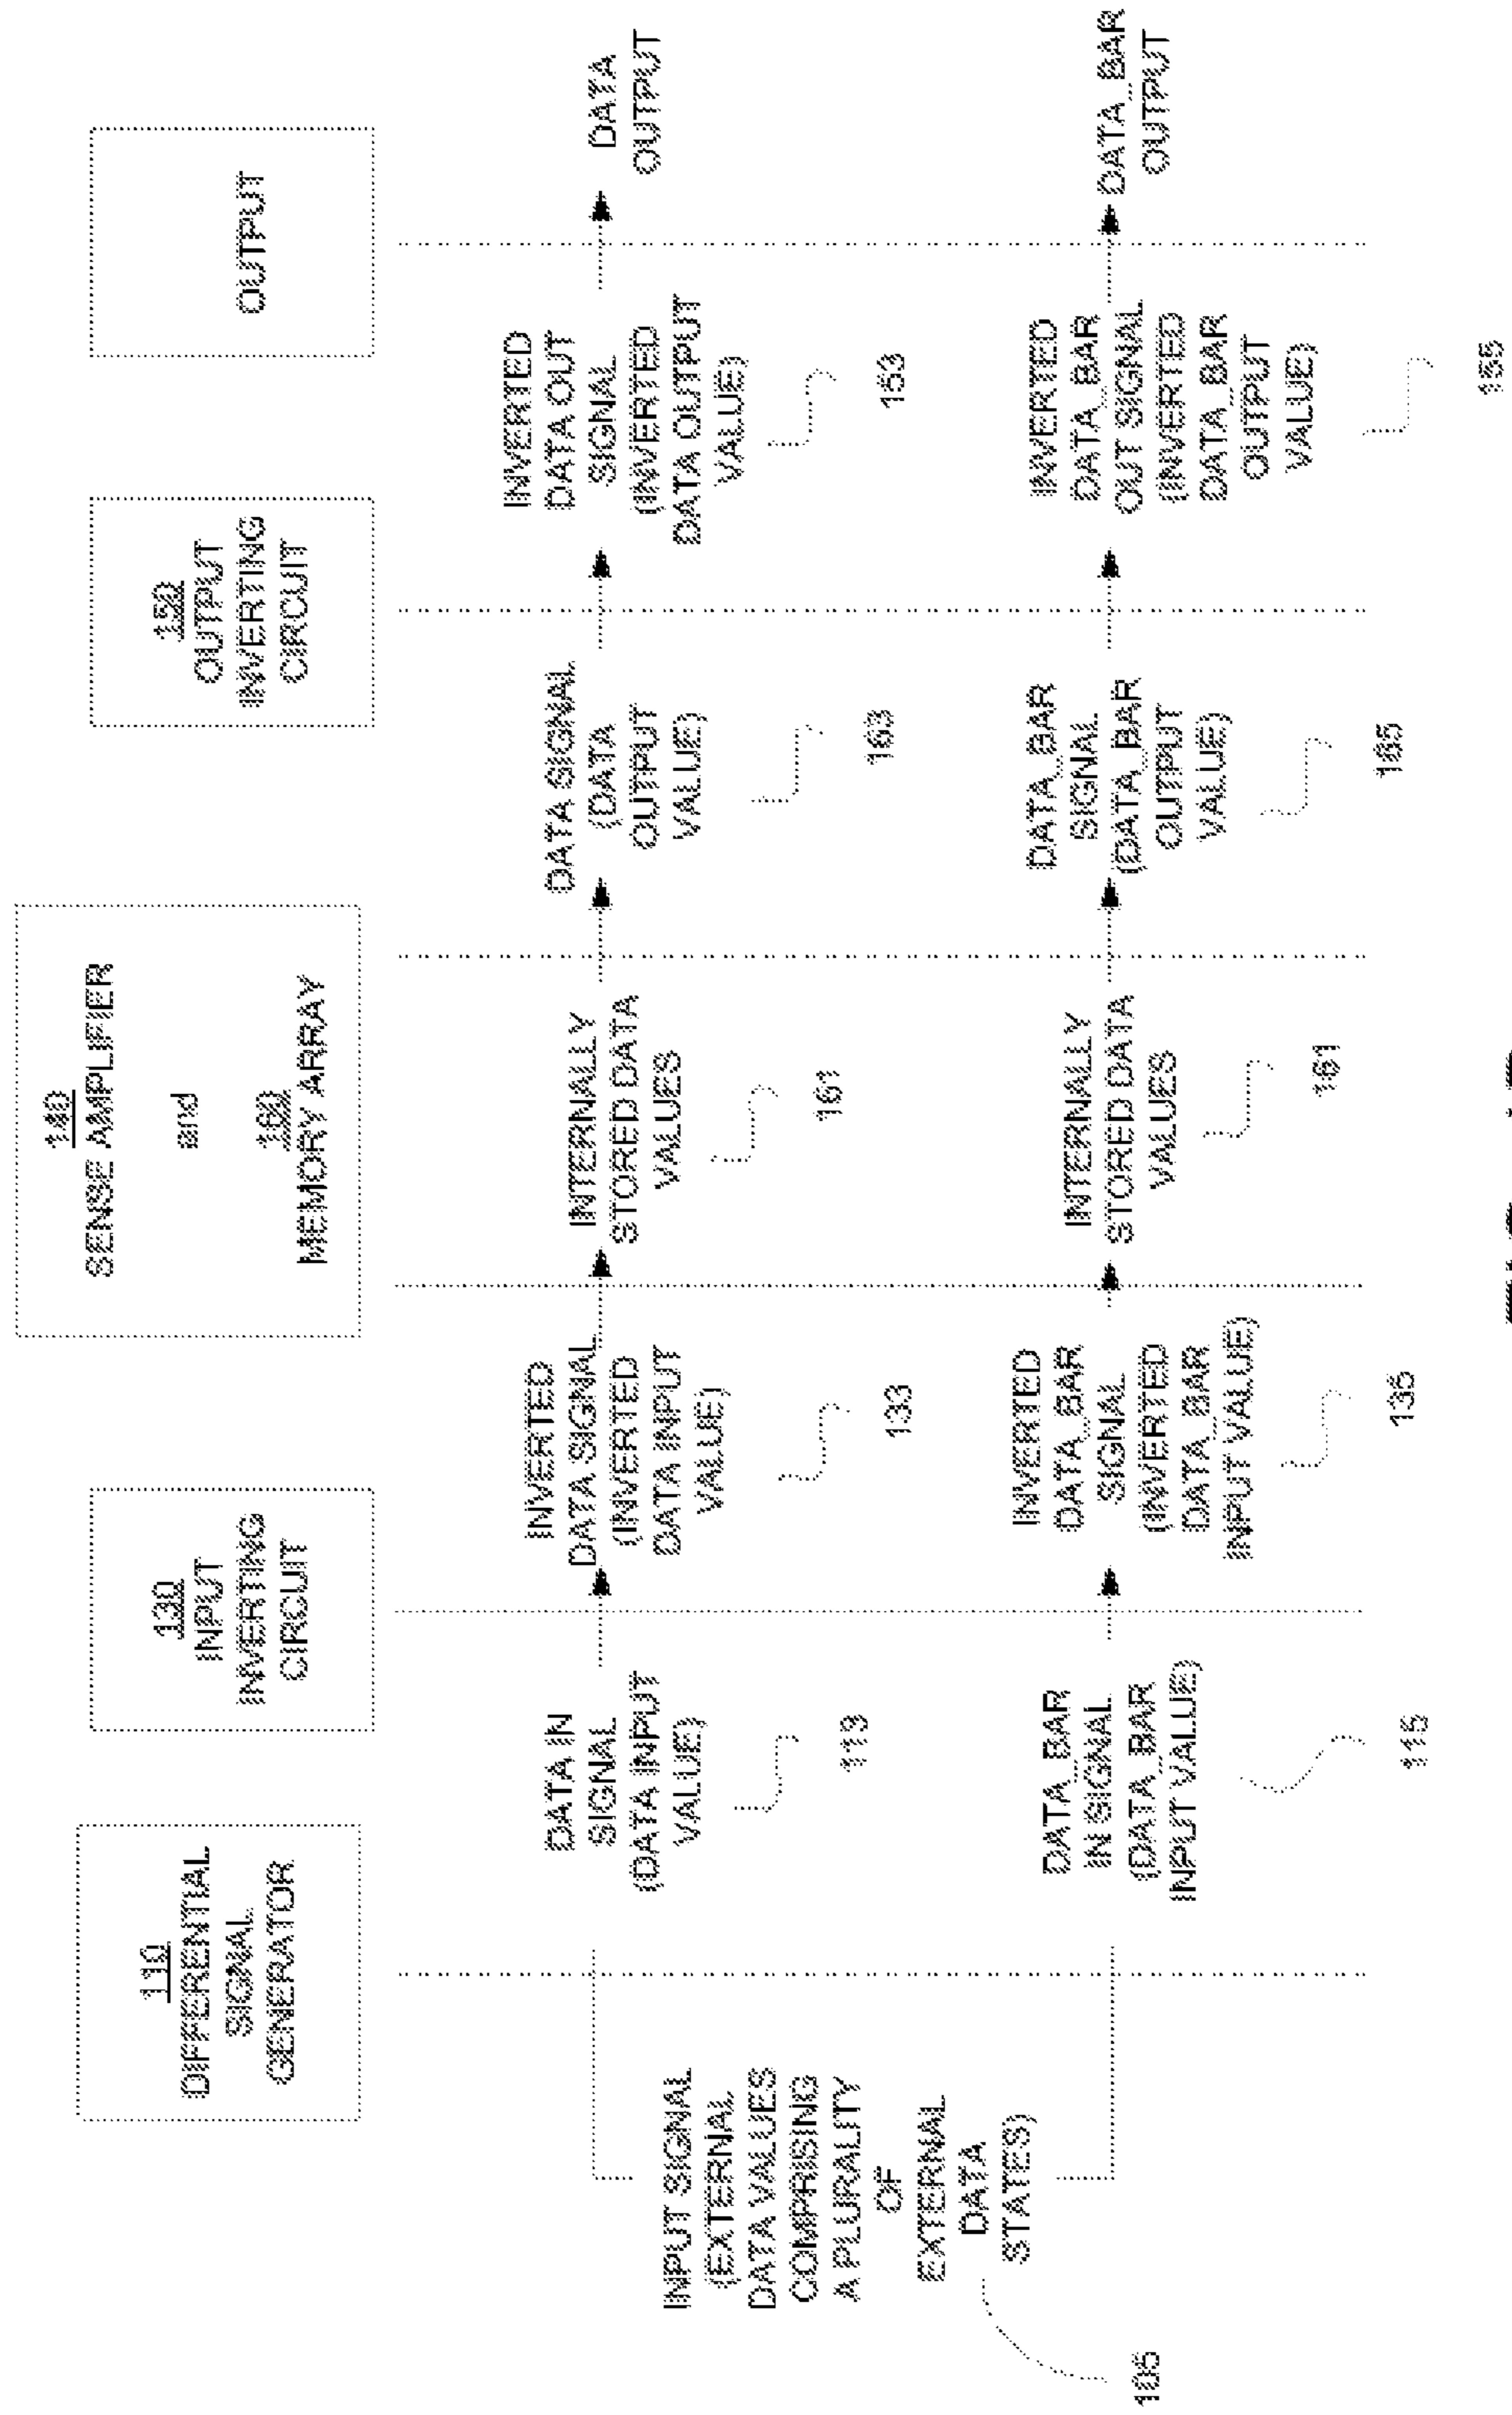 110
DIFFERENTIAL
SIGNAL
GENERATOR
130
INPUT
INVERTING
CIRCUIT
140
SENSE AMPLIFIER
and
160
MEMORY ARRAY
150
OUTPUT
INVERTING
CIRCUIT
OUTPUT
INPUT SIGNAL
(EXTERNAL
DATA VALUES
COMPRISING
A PLURALITY
OF
EXTERNAL
DATA
STATES)
105
DATA IN
SIGNAL
(DATA INPUT
VALUE)
113
INVERTED
DATA SIGNAL
(INVERTED
DATA INPUT
VALUE)
133
INTERNALLY
STORED DATA
VALUES
161
DATA SIGNAL
(DATA
OUTPUT
VALUE)
163
INVERTED
DATA OUT
SIGNAL
(INVERTED
DATA OUTPUT
VALUE)
153
DATA
OUTPUT
DATA_BAR
IN SIGNAL
(DATA_BAR
INPUT VALUE)
115
INVERTED
DATA_BAR
SIGNAL
(INVERTED
DATA_BAR
INPUT VALUE)
135
INTERNALLY
STORED DATA
VALUES
161
DATA_BAR
SIGNAL
(DATA_BAR
OUTPUT
VALUE)
165
INVERTED
DATA_BAR
OUT SIGNAL
(INVERTED
DATA_BAR
OUTPUT
VALUE)
155
DATA_BAR
OUTPUT